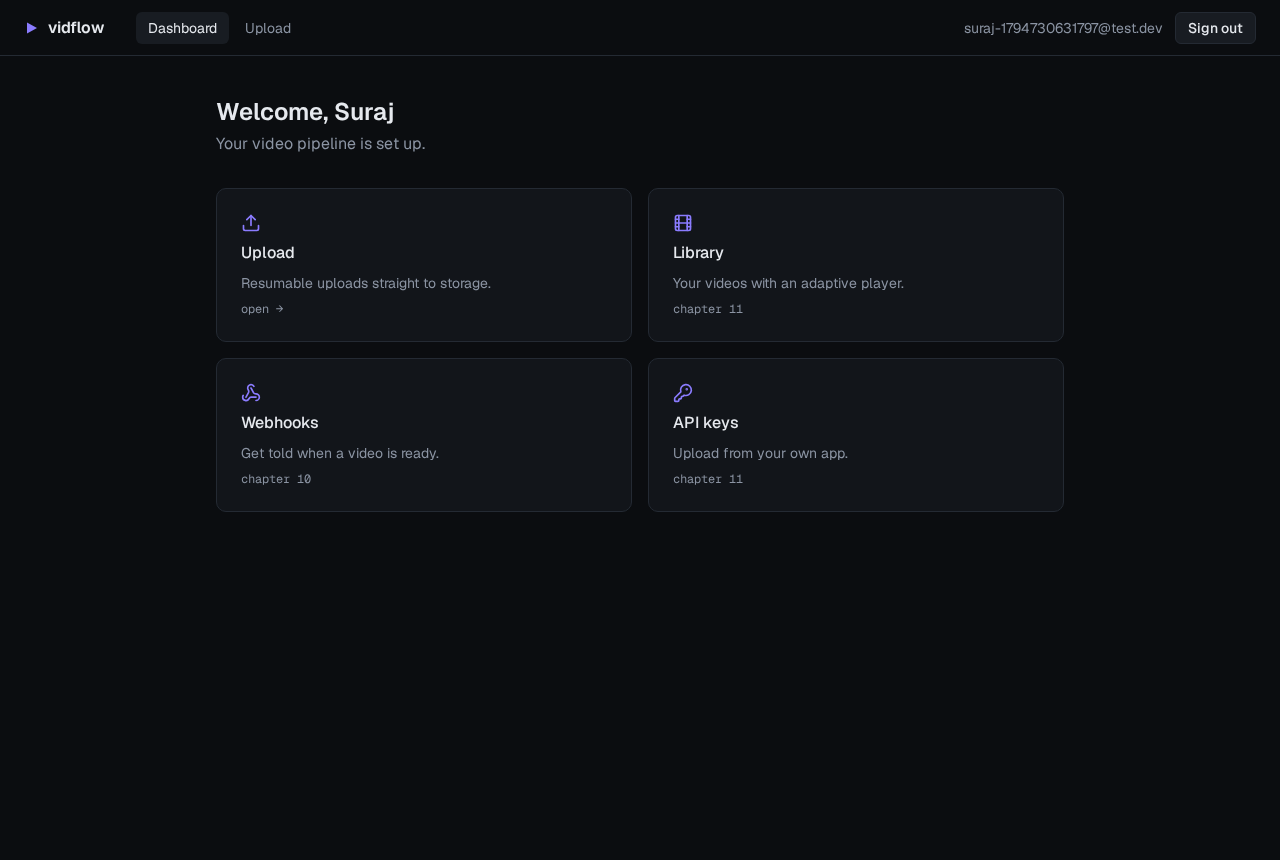 vidflow
Dashboard
Upload
suraj-1794730631797@test.dev
Sign out
Welcome, Suraj
Your video pipeline is set up.
Upload
Resumable uploads straight to storage.
open →
Library
Your videos with an adaptive player.
chapter 11
Webhooks
Get told when a video is ready.
chapter 10
API keys
Upload from your own app.
chapter 11